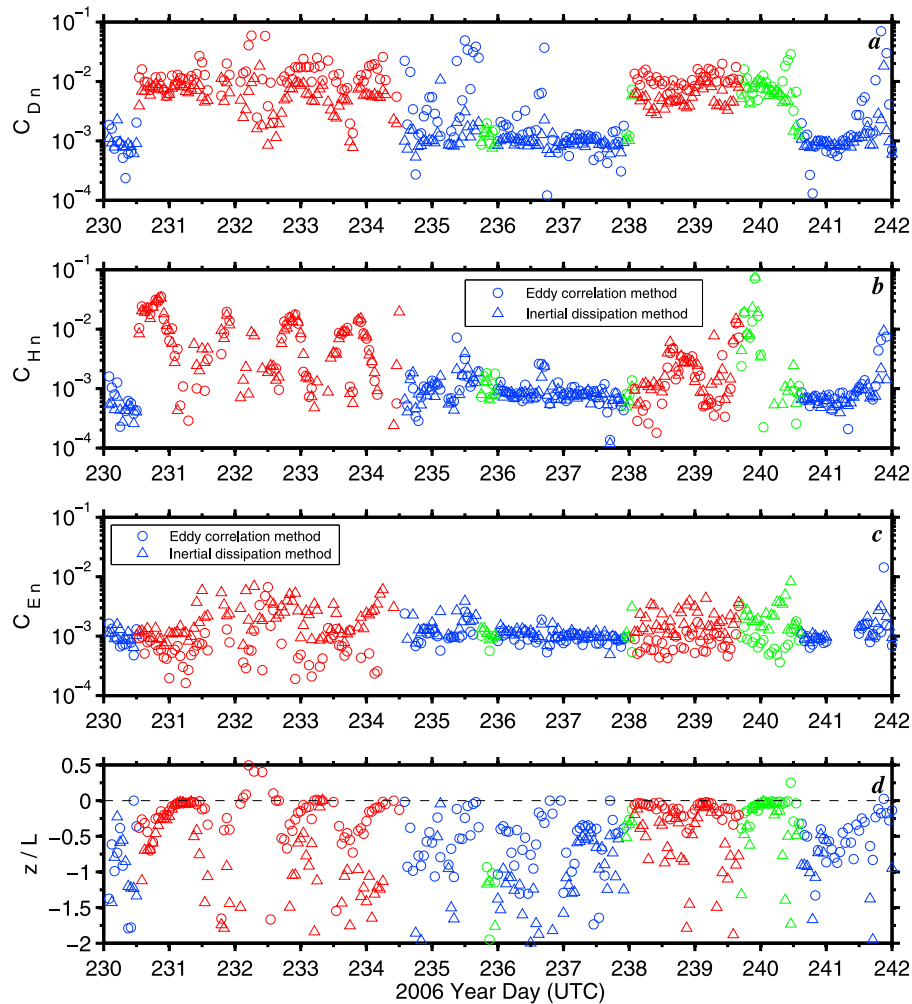 10⁻¹
a
10⁻²
C D n
10⁻³
10⁻⁴
230 231 232 233 234 235 236 237 238 239 240 241 242
10⁻¹
b
Eddy correlation method
Inertial dissipation method
10⁻²
C H n
10⁻³
10⁻⁴
230 231 232 233 234 235 236 237 238 239 240 241 242
10⁻¹
c
Eddy correlation method
Inertial dissipation method
10⁻²
C E n
10⁻³
10⁻⁴
230 231 232 233 234 235 236 237 238 239 240 241 242
0.5
d
0
−0.5
z / L
−1
−1.5
−2
230 231 232 233 234 235 236 237 238 239 240 241 242
2006 Year Day (UTC)